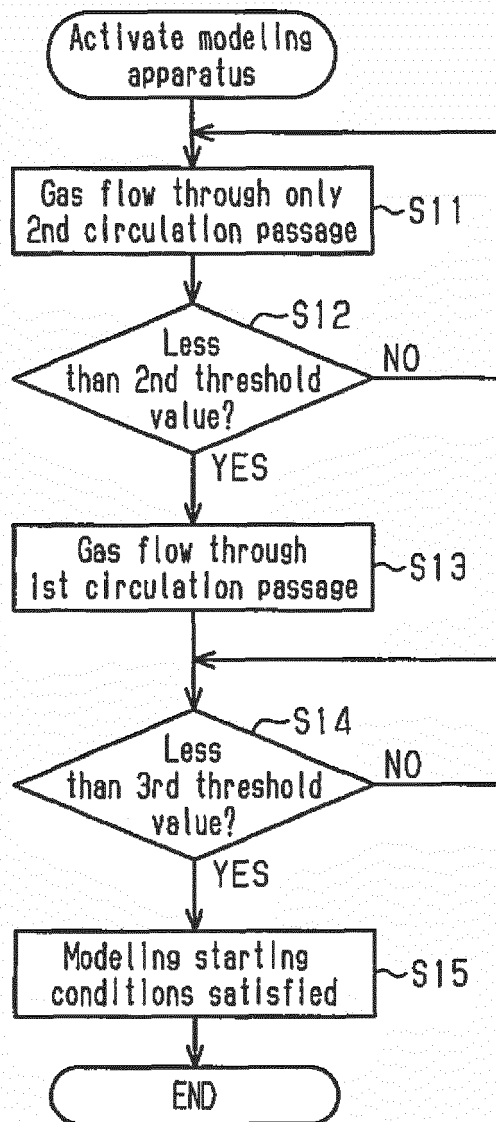 Activate modeling
apparatus
Gas flow through only
2nd circulation passage
S11
S12
Less
than 2nd threshold
value?
NO
YES
Gas flow through
1st circulation passage
S13
S14
Less
than 3rd threshold
value?
NO
YES
Modeling starting
conditions satisfied
S15
END